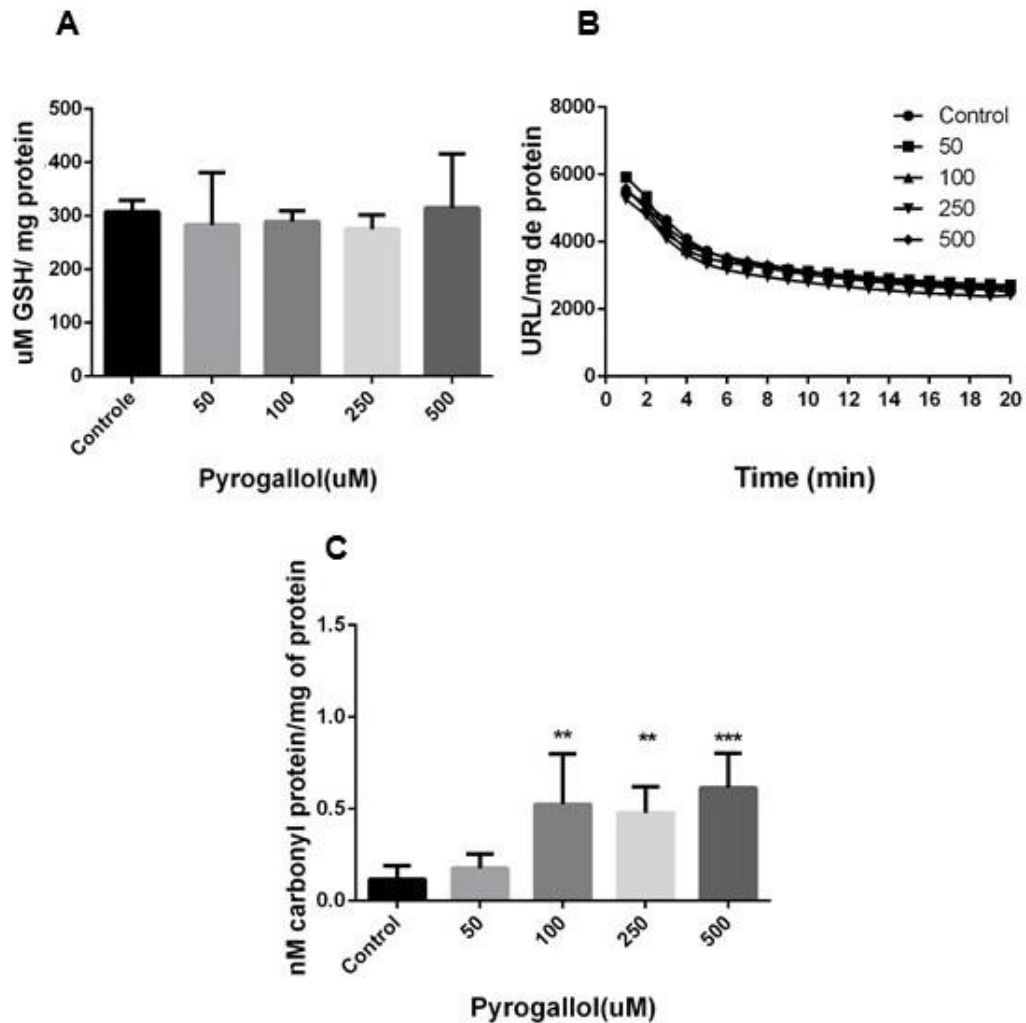 A
uM GSH/ mg protein
500
400
300
200
100
0
Controle
50
100
250
500
Pyrogallol(uM)
B
URL/mg de protein
8000
6000
4000
2000
0
Control
50
100
250
500
0 2 4 6 8 10 12 14 16 18 20
Time (min)
C
nM carbonyl protein/mg of protein
1.5
1.0
0.5
0.0
**
**
***
Control
50
100
250
500
Pyrogallol(uM)